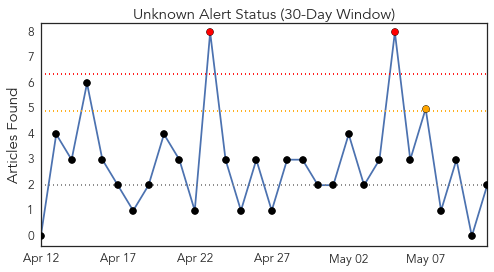 Unknown Alert Status (30-Day Window)
Articles Found
8
7
6
5
4
3
2
1
0
Apr 12
Apr 17
Apr 22
Apr 27
May 02
May 07